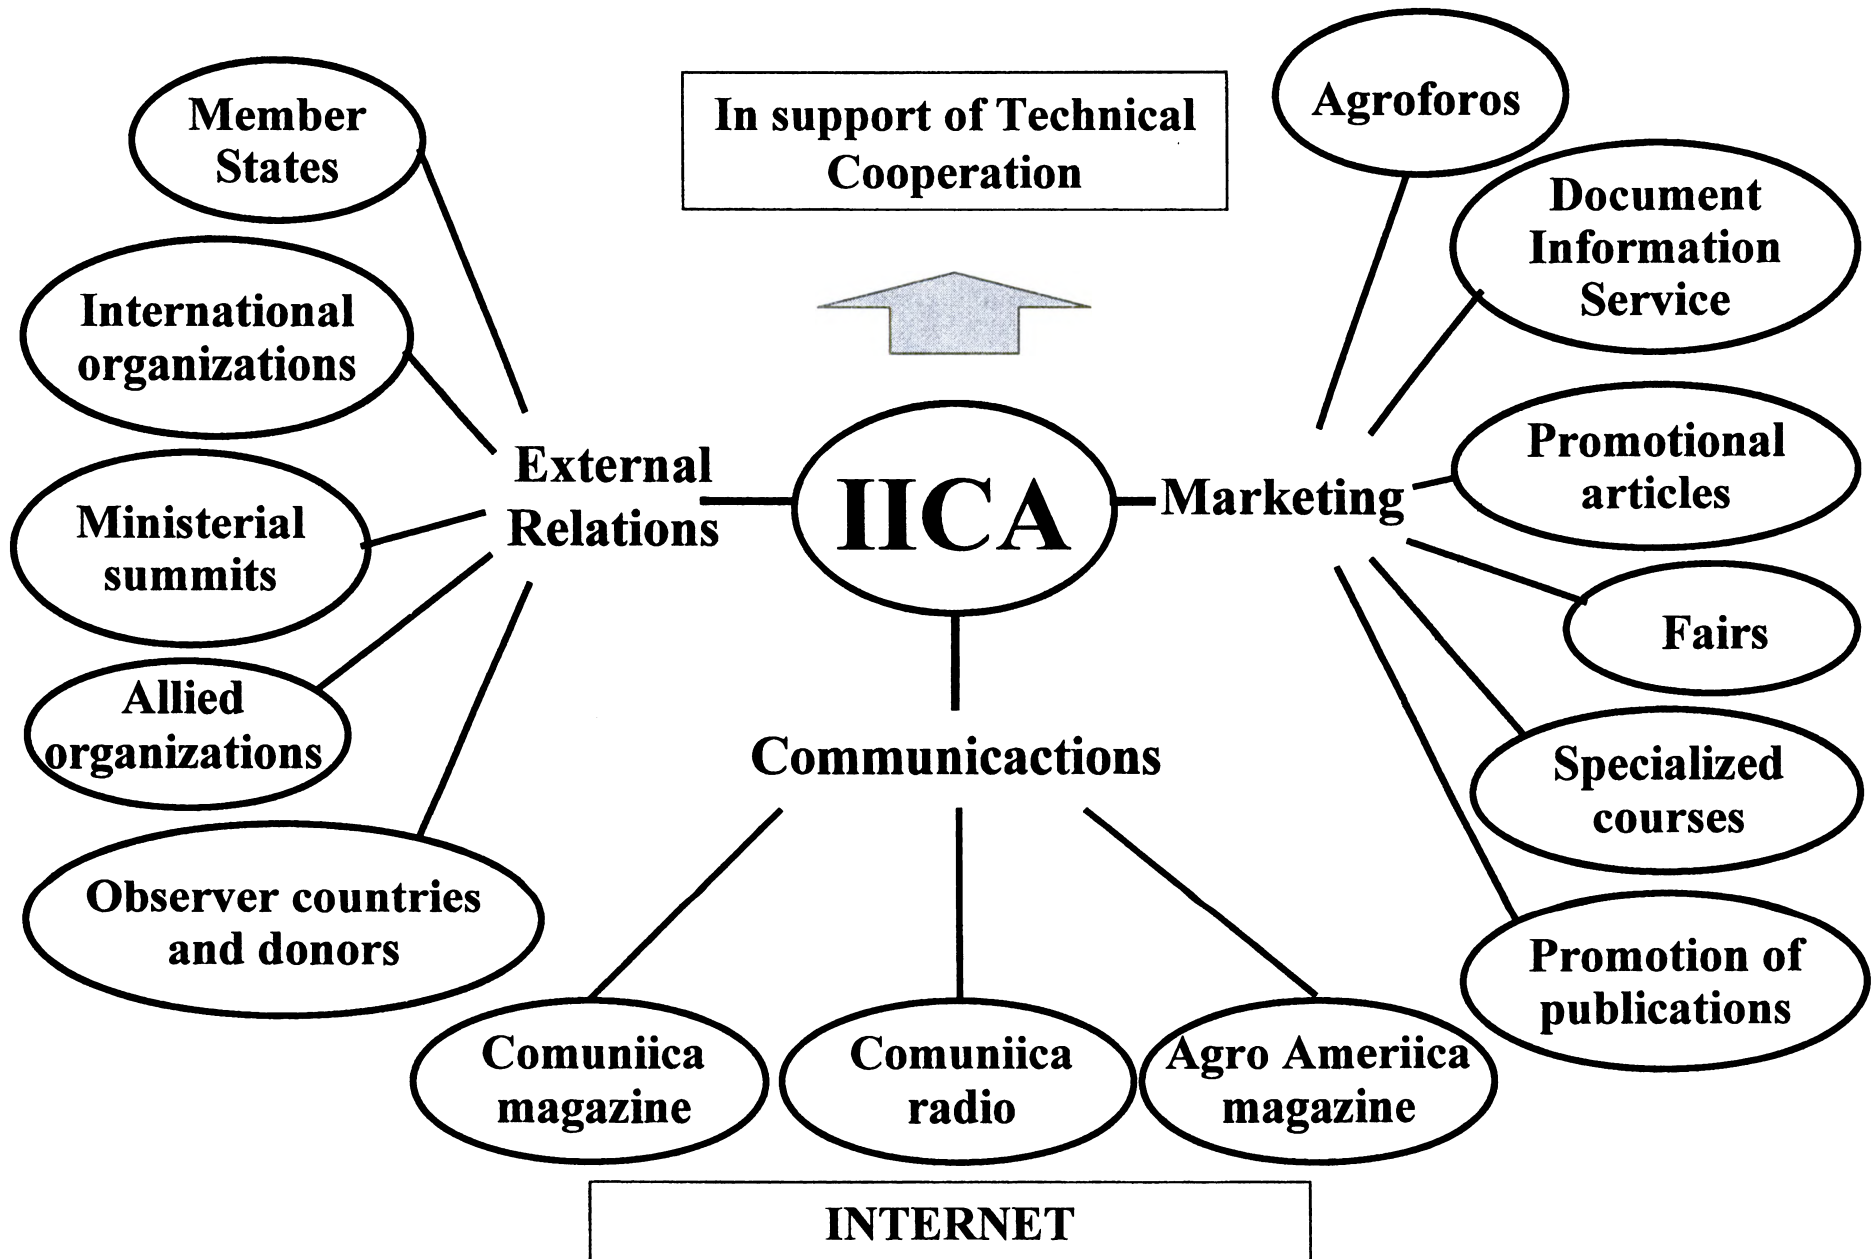 Member
States
International
organizations
Ministerial
summits
Allied
organizations
Observer countries
and donors
External
Relations
In support of Technical
Cooperation
IICA
Marketing
Agroforos
Document
Information
Service
Promotional
articles
Fairs
Specialized
courses
Promotion of
publications
Communicactions
Comuniica
magazine
Comuniica
radio
Agro Ameriica
magazine
INTERNET